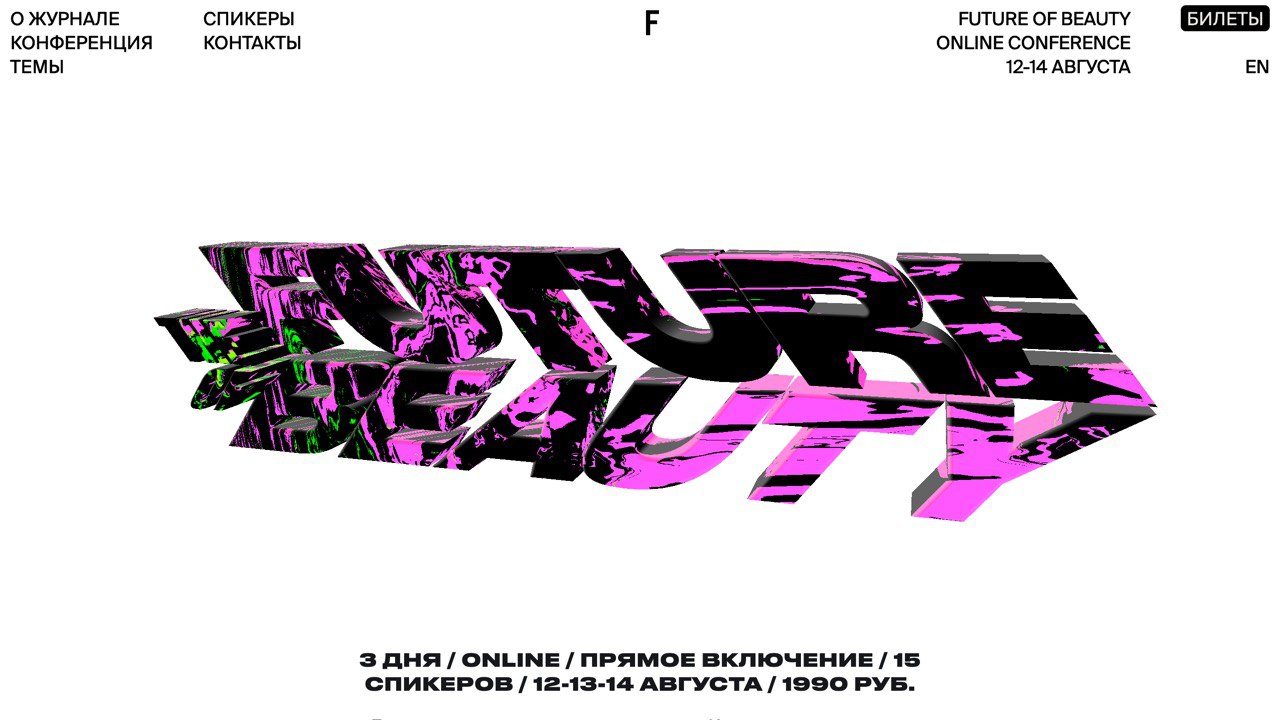 О ЖУРНАЛЕ
КОНФЕРЕНЦИЯ
ТЕМЫ
СПИКЕРЫ
КОНТАКТЫ
F
FUTURE OF BEAUTY
ONLINE CONFERENCE
12-14 АВГУСТА
БИЛЕТЫ
EN
FUTURE
OF BEAUTY
3 ДНЯ / ONLINE / ПРЯМОЕ ВКЛЮЧЕНИЕ / 15
СПИКЕРОВ / 12-13-14 АВГУСТА / 1990 РУБ.